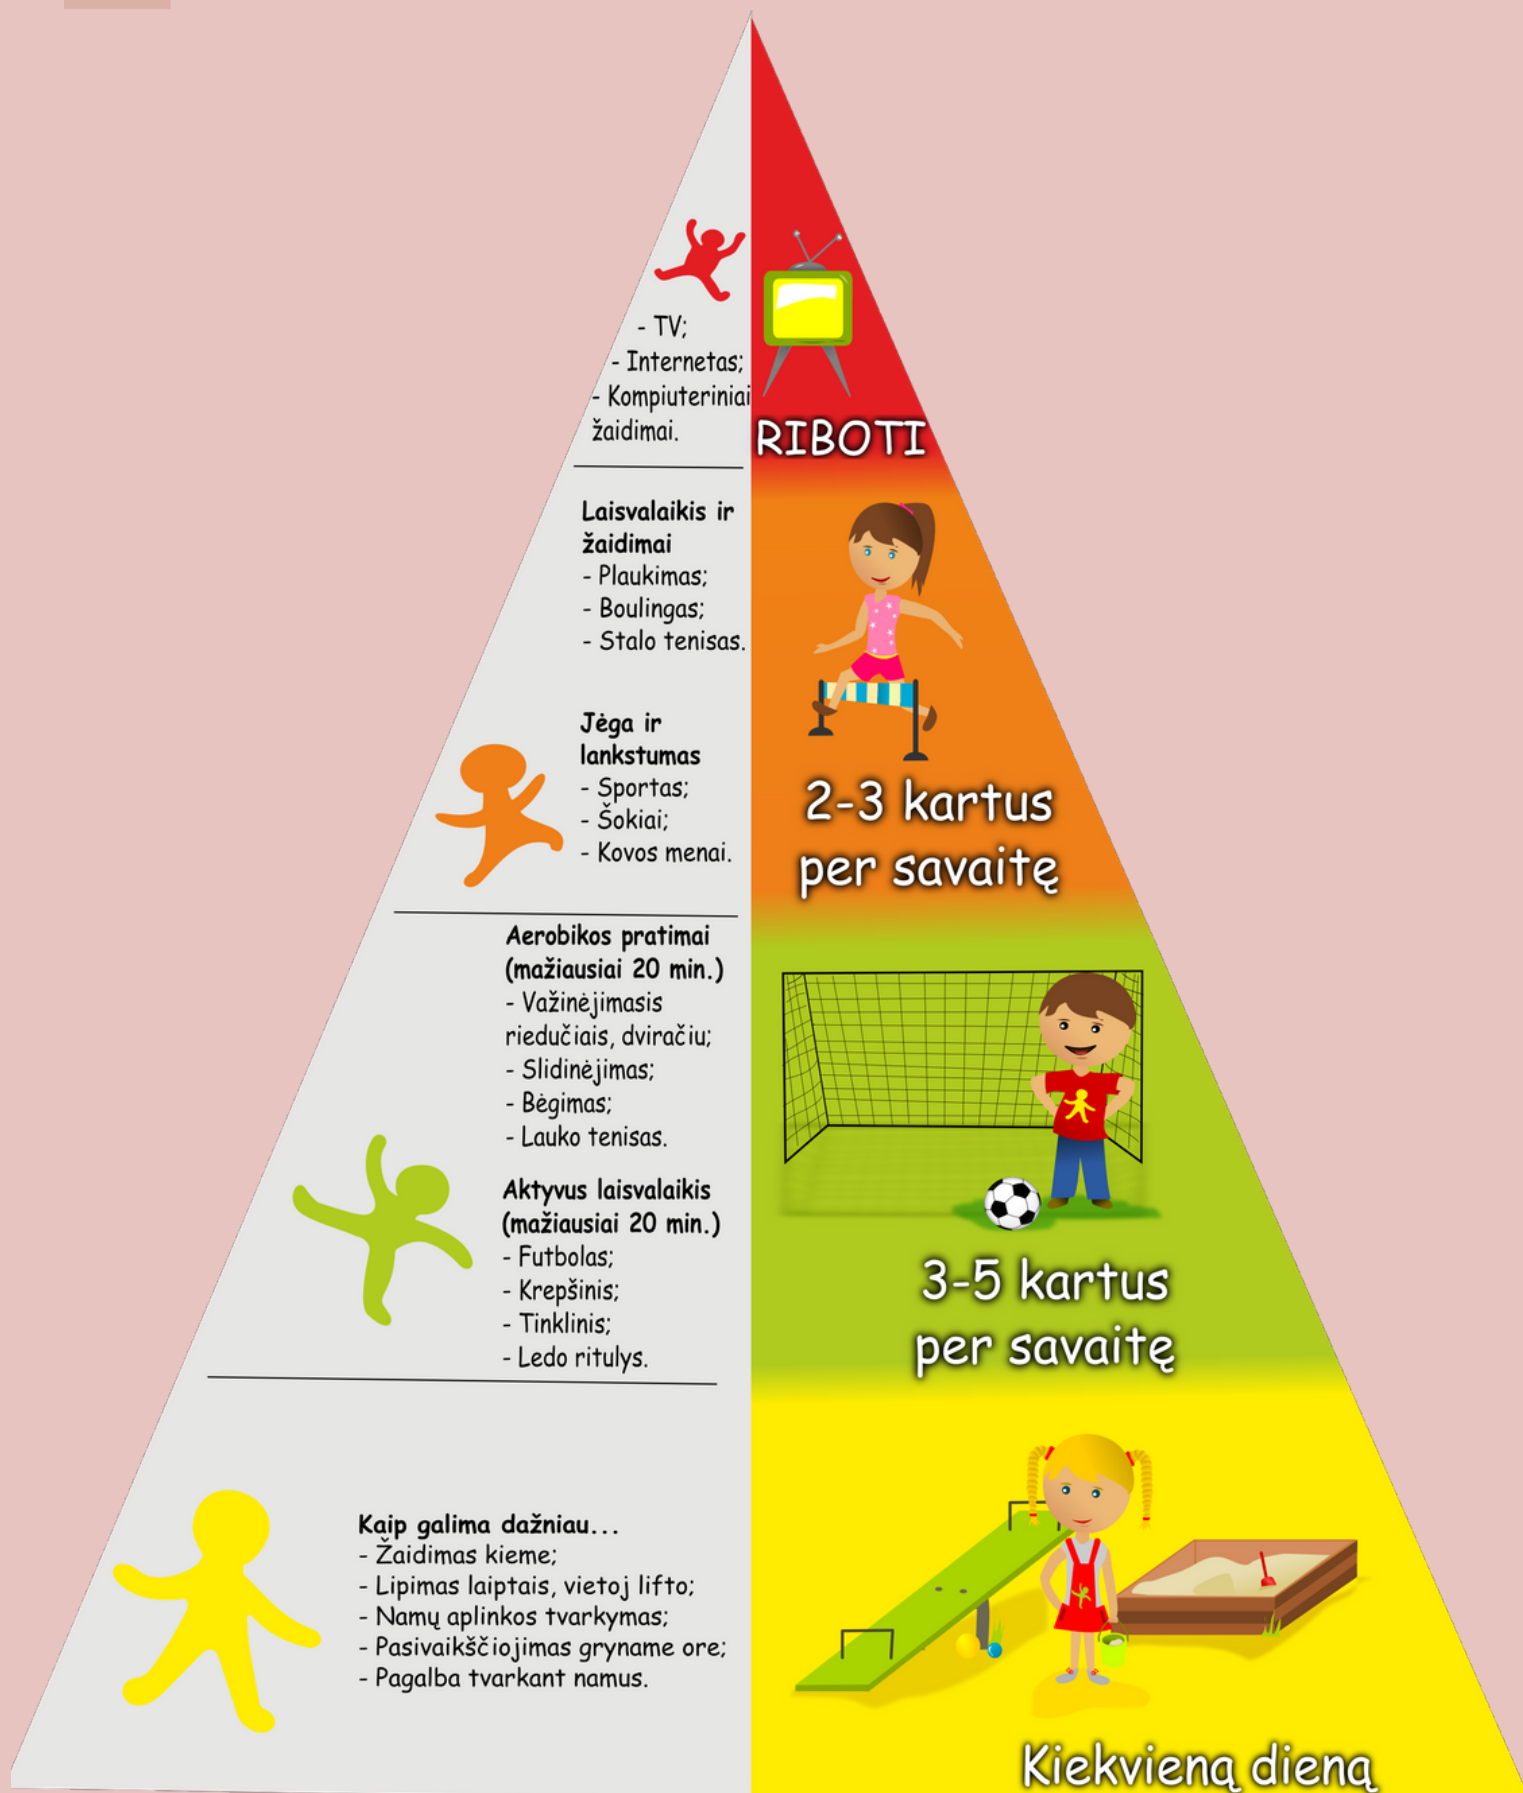 - TV;
- Internetas;
- Kompiuteriniai
žaidimai.
RIBOTI
Laisvalaikis ir
žaidimai
- Plaukimas;
- Boulingas;
- Stalo tenisas.
Jėga ir
lankstumas
- Sportas;
- Šokiai;
- Kovos menai.
2-3 kartus
per savaitę
Aerobikos pratimai
(mažiausiai 20 min.)
- Važinėjimasis
riedučiais, dviračiu;
- Slidinėjimas;
- Bėgimas;
- Lauko tenisas.
Aktyvus laisvalaikis
(mažiausiai 20 min.)
- Futbolas;
- Krepšinis;
- Tinklinis;
- Ledo ritulys.
3-5 kartus
per savaitę
Kaip galima dažniau...
- Žaidimas kieme;
- Lipimas laiptais, vietoj lifto;
- Namų aplinkos tvarkymas;
- Pasivaikščiojimas gryname ore;
- Pagalba tvarkant namus.
Kiekvieną dieną